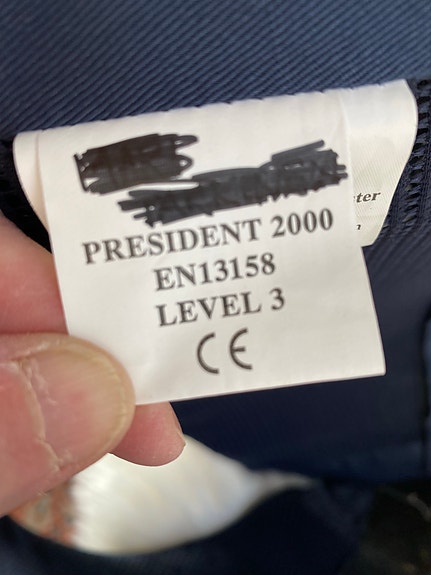 PRESIDENT 2000
EN13158
LEVEL 3
CE